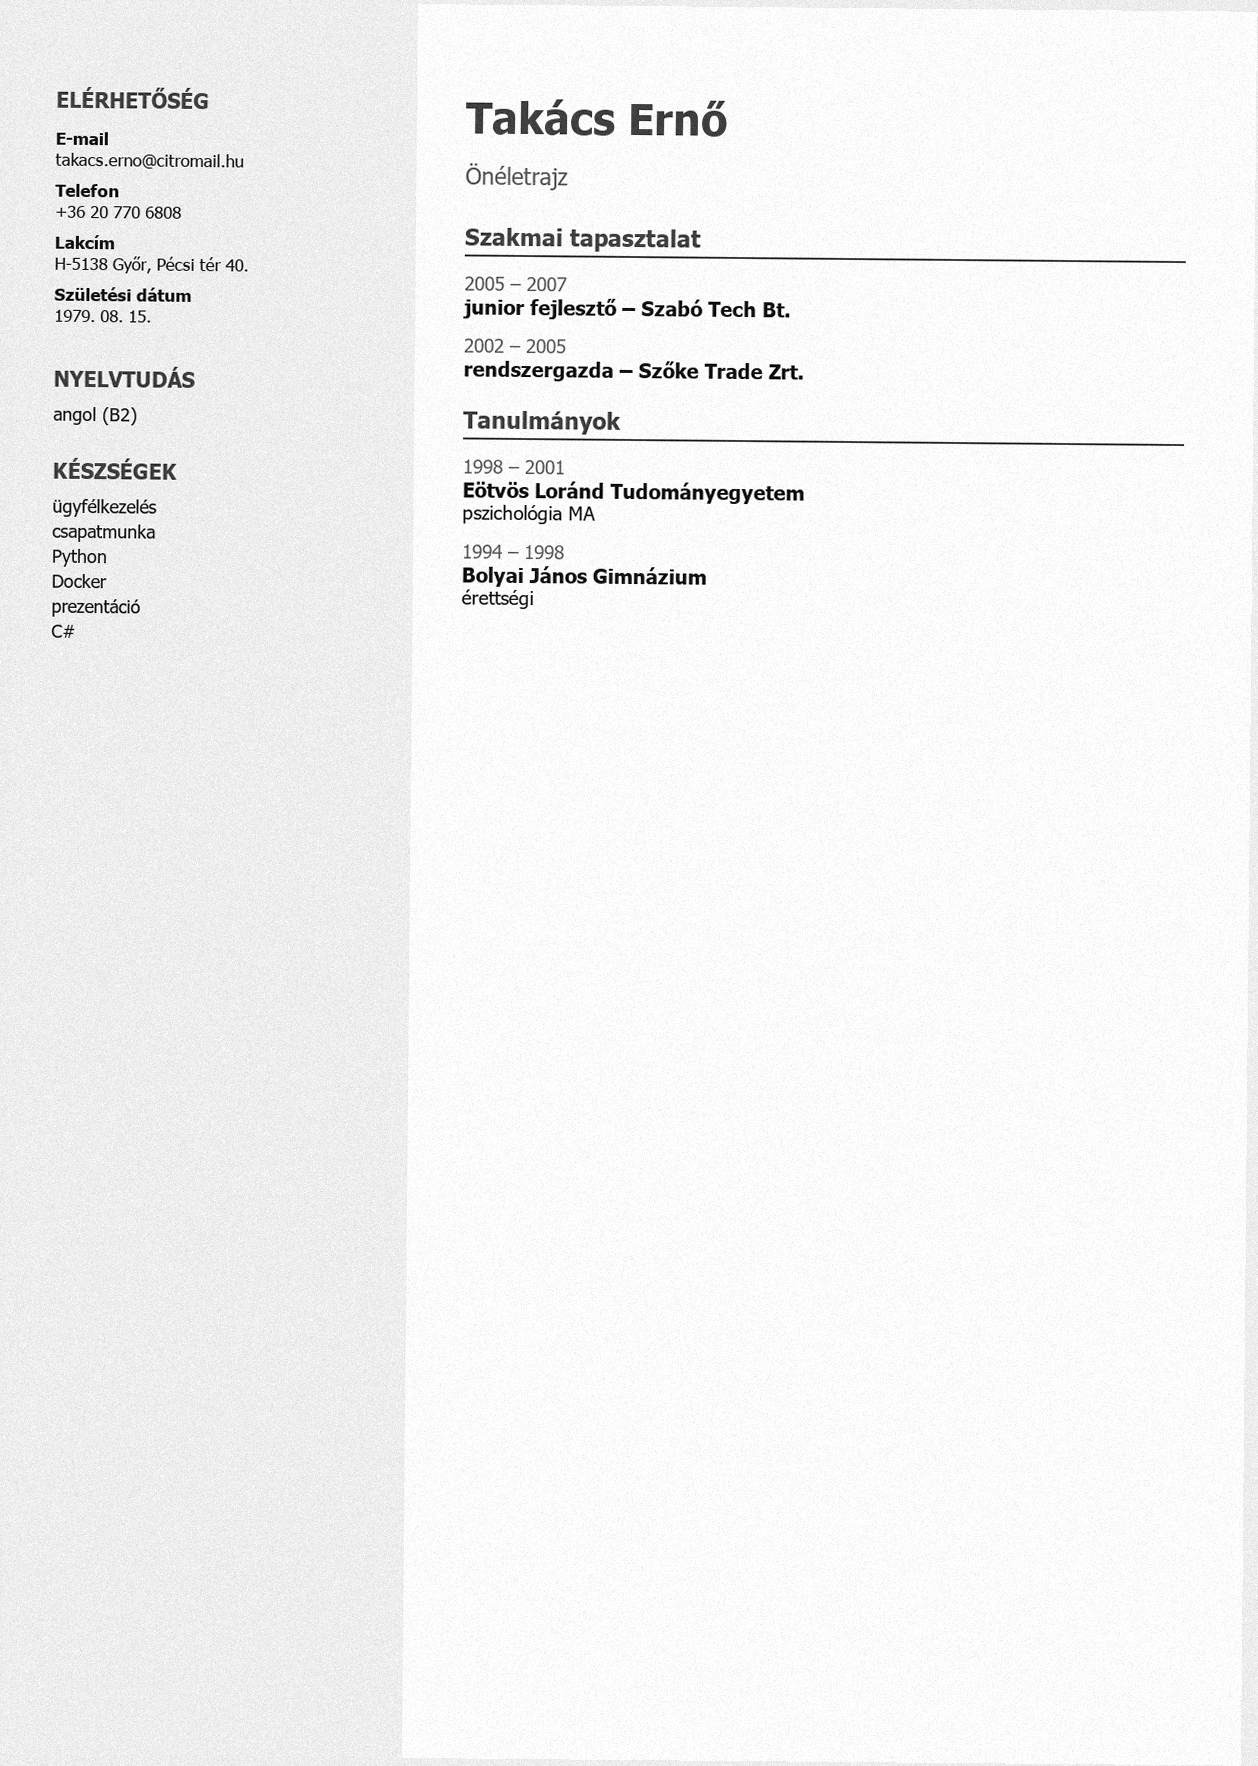 ELÉRHETŐSÉG
E-mail
takacs.erno@citromail.hu
Telefon
+36 20 770 6808
Lakcím
H-5138 Győr, Pécsi tér 40.
Születési dátum
1979. 08. 15.
NYELVTUDÁS
angol (B2)
KÉSZSÉGEK
ügyfélkezelés
csapatmunka
Python
Docker
prezentáció
C#
Takács Ernő
Önéletrajz
Szakmai tapasztalat
2005 – 2007
junior fejlesztő – Szabó Tech Bt.
2002 – 2005
rendszergazda – Szőke Trade Zrt.
Tanulmányok
1998 – 2001
Eötvös Loránd Tudományegyetem
pszichológia MA
1994 – 1998
Bolyai János Gimnázium
érettségi